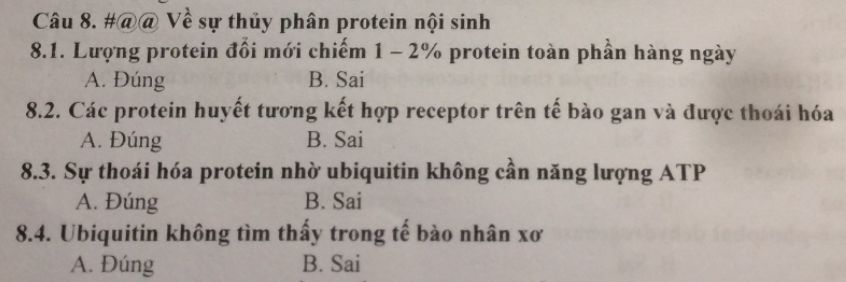 Câu 8. #@@ Về sự thủy phân protein nội sinh
8.1. Lượng protein đổi mới chiếm 1 – 2% protein toàn phần hàng ngày
A. Đúng B. Sai
8.2. Các protein huyết tương kết hợp receptor trên tế bào gan và được thoái hóa
A. Đúng B. Sai
8.3. Sự thoái hóa protein nhờ ubiquitin không cần năng lượng ATP
A. Đúng B. Sai
8.4. Ubiquitin không tìm thấy trong tế bào nhân xơ
A. Đúng B. Sai